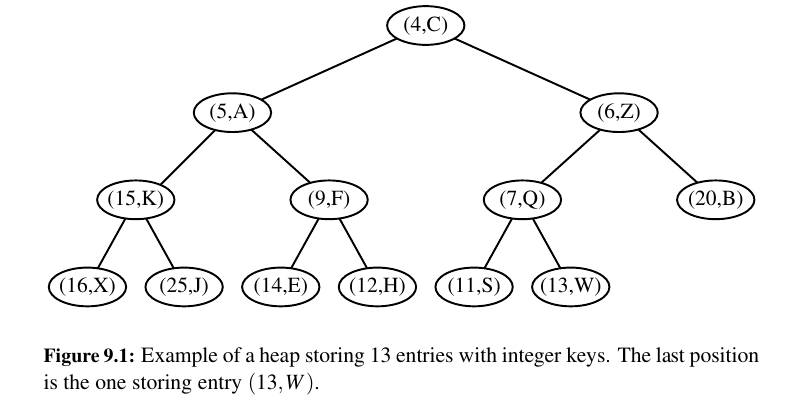 (4,C)
(5,A) (6,Z)
(15,K) (9,F) (7,Q) (20,B)
(16,X) (25,J) (14,E) (12,H) (11,S) (13,W)
Figure 9.1: Example of a heap storing 13 entries with integer keys. The last position
is the one storing entry (13,W).